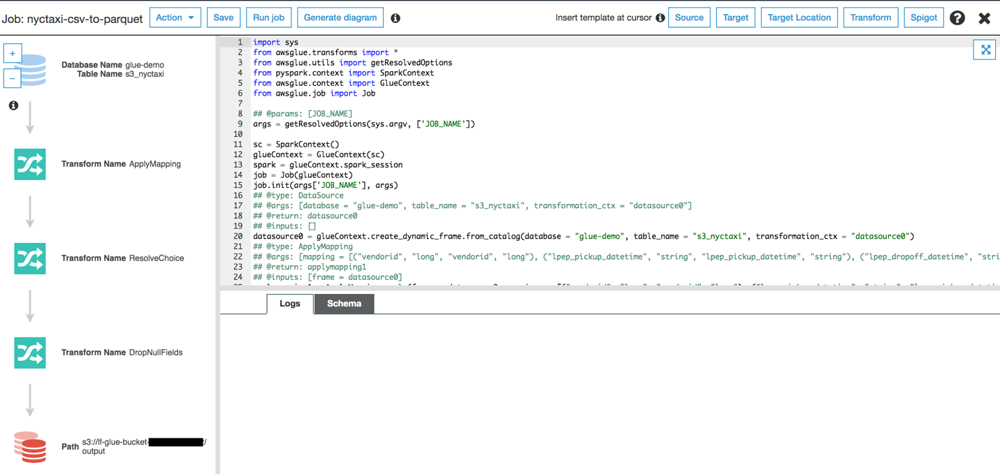 Job: nyctaxi-csv-to-parquet Action Save Run job Generate diagram Insert template at cursor Source Target Target Location Transform Spigot
Database Name glue-demo
Table Name s3_nyctaxi
Transform Name ApplyMapping
Transform Name ResolveChoice
Transform Name DropNullFields
Path s3://lf-glue-bucket-
/
output
1 import sys
2 from awsglue.transforms import *
3 from awsglue.utils import getResolvedOptions
4 from pyspark.context import SparkContext
5 from awsglue.context import GlueContext
6 from awsglue.job import Job
7
8 ## @params: [JOB_NAME]
9 args = getResolvedOptions(sys.argv, ['JOB_NAME'])
10
11 sc = SparkContext()
12 glueContext = GlueContext(sc)
13 spark = glueContext.spark_session
14 job = Job(glueContext)
15 job.init(args['JOB_NAME'], args)
16 ## @type: DataSource
17 ## @args: [database = "glue-demo", table_name = "s3_nyctaxi", transformation_ctx = "datasource0"]
18 ## @return: datasource0
19 ## @inputs: []
20 datasource0 = glueContext.create_dynamic_frame.from_catalog(database = "glue-demo", table_name = "s3_nyctaxi", transformation_ctx = "datasource0")
21 ## @type: ApplyMapping
22 ## @args: [mapping = [("vendorid", "long", "vendorid", "long"), ("lpep_pickup_datetime", "string", "lpep_pickup_datetime", "string"), ("lpep_dropoff_datetime", "stri
23 ## @return: applymapping1
24 ## @inputs: [frame = datasource0]
Logs Schema